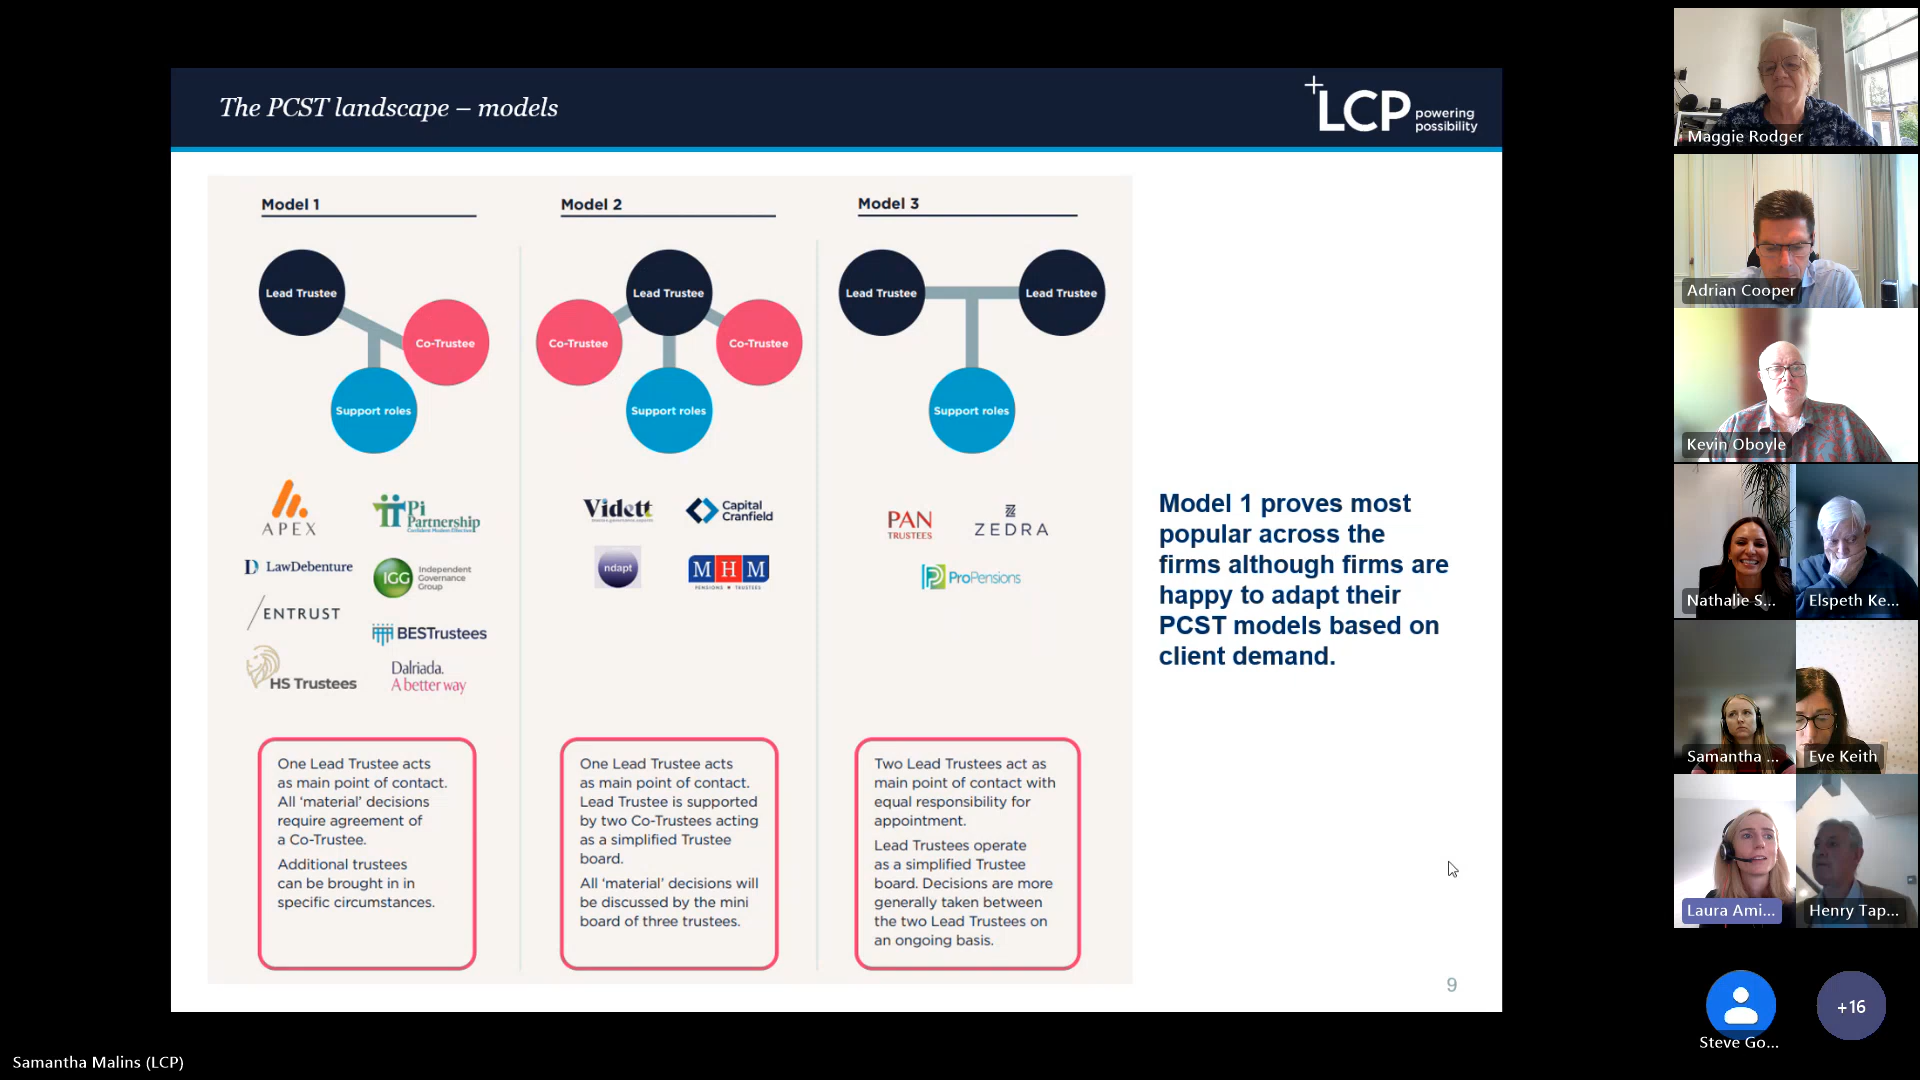 The PCST landscape – models
LCP powering
possibility
Model 1
Model 2
Model 3
Lead Trustee
Co-Trustee
Support roles
Lead Trustee
Co-Trustee
Co-Trustee
Support roles
Lead Trustee
Lead Trustee
Support roles
APEX
Pi
Partnership
LawDebenture
IGG
Independent
Governance
Group
ENTRUST
BESTrustees
HS Trustees
Dalriada.
A better way
Vidett
Capital
Cranfield
ndapt
MHM
PENSIONS TRUSTEES
PAN
TRUSTEES
ZEDRA
ProPensions
Model 1 proves most
popular across the
firms although firms are
happy to adapt their
PCST models based on
client demand.
One Lead Trustee acts
as main point of contact.
All ‘material’ decisions
require agreement of
a Co-Trustee.
Additional trustees
can be brought in in
specific circumstances.
One Lead Trustee acts
as main point of contact.
Lead Trustee is supported
by two Co-Trustees acting
as a simplified Trustee
board.
All ‘material’ decisions will
be discussed by the mini
board of three trustees.
Two Lead Trustees act as
main point of contact with
equal responsibility for
appointment.
Lead Trustees operate
as a simplified Trustee
board. Decisions are more
generally taken between
the two Lead Trustees on
an ongoing basis.
9
Maggie Rodger
Adrian Cooper
Kevin Oboyle
Nathalie S...
Elspeth Ke...
Samantha ...
Eve Keith
Laura Ami...
Henry Tap...
Steve Go...
+16
Samantha Malins (LCP)